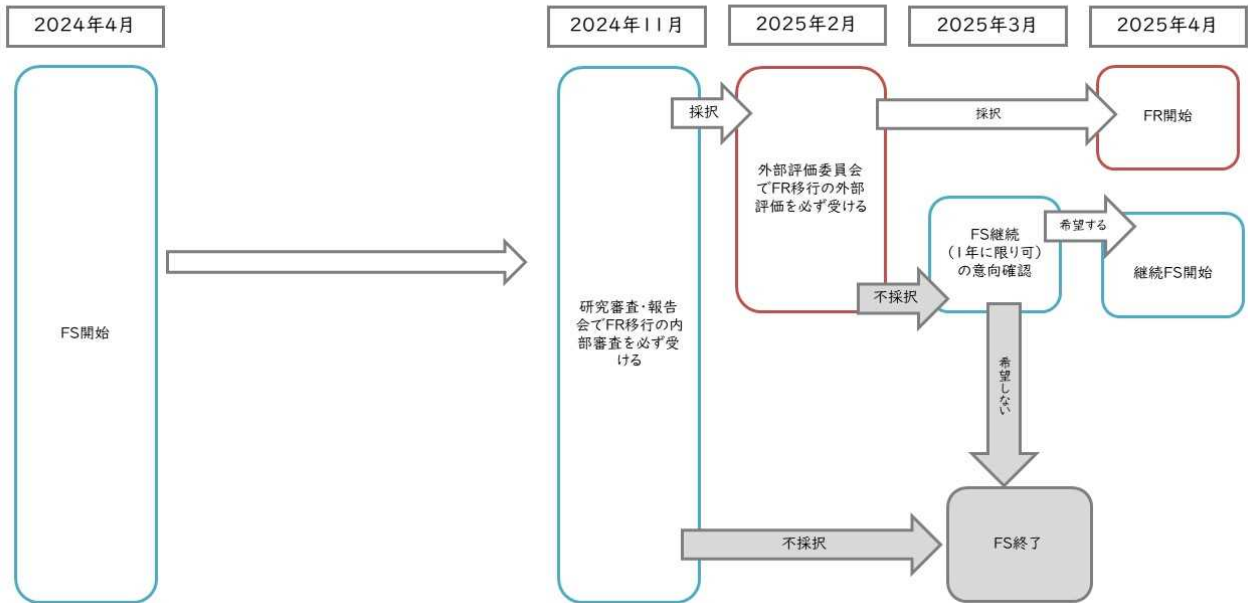 2024年4月
2024年11月
2025年2月
2025年3月
2025年4月
採択
採択
FR開始
外部評価委員会
でFR移行の外部
評価を必ず受ける
FS継続
（1年に限り可）
の意向確認
希望する
継続FS開始
不採択
FS開始
研究審査・報告
会でFR移行の内
部審査を必ず受
ける
希望しない
不採択
FS終了